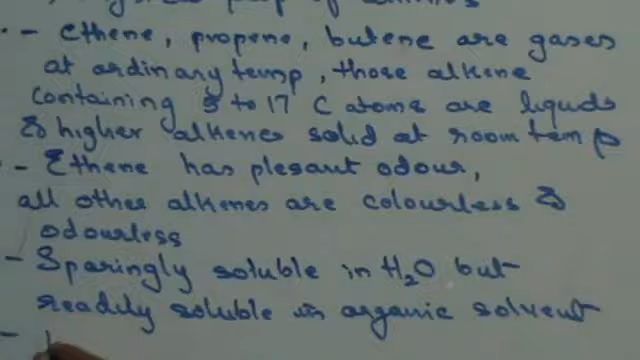 - Ethene, propene, butene are gases
at ordinary temp, those alkene
containing 5 to 17 C atoms are liquds
& higher alkenes solid at room temp
- Ethene has plesant odour,
all other alkenes are colourless &
odourless
- Sparingly soluble in H₂O but
readily soluble in organic solvent
-